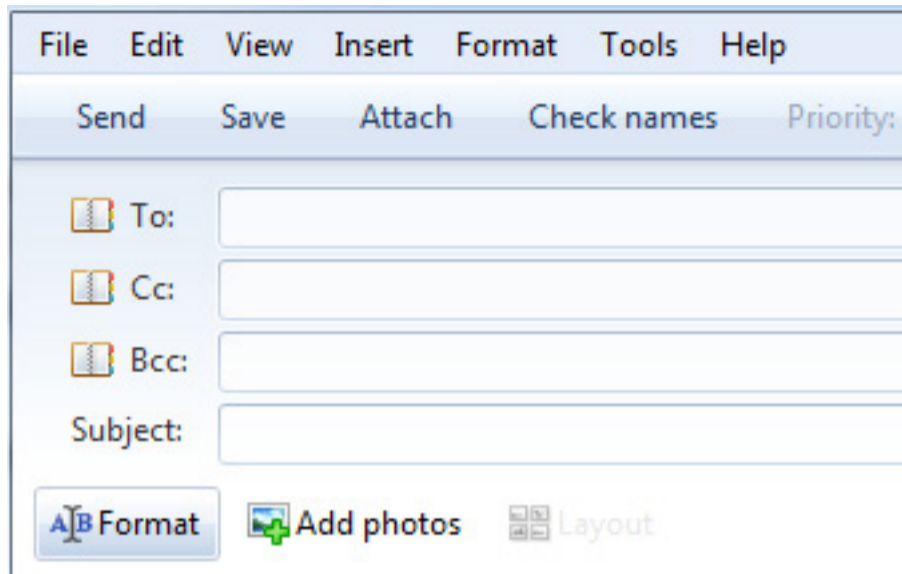 File Edit View Insert Format Tools Help
Send Save Attach Check names Priority:
To:
Cc:
Bcc:
Subject:
AB Format Add photos Layout